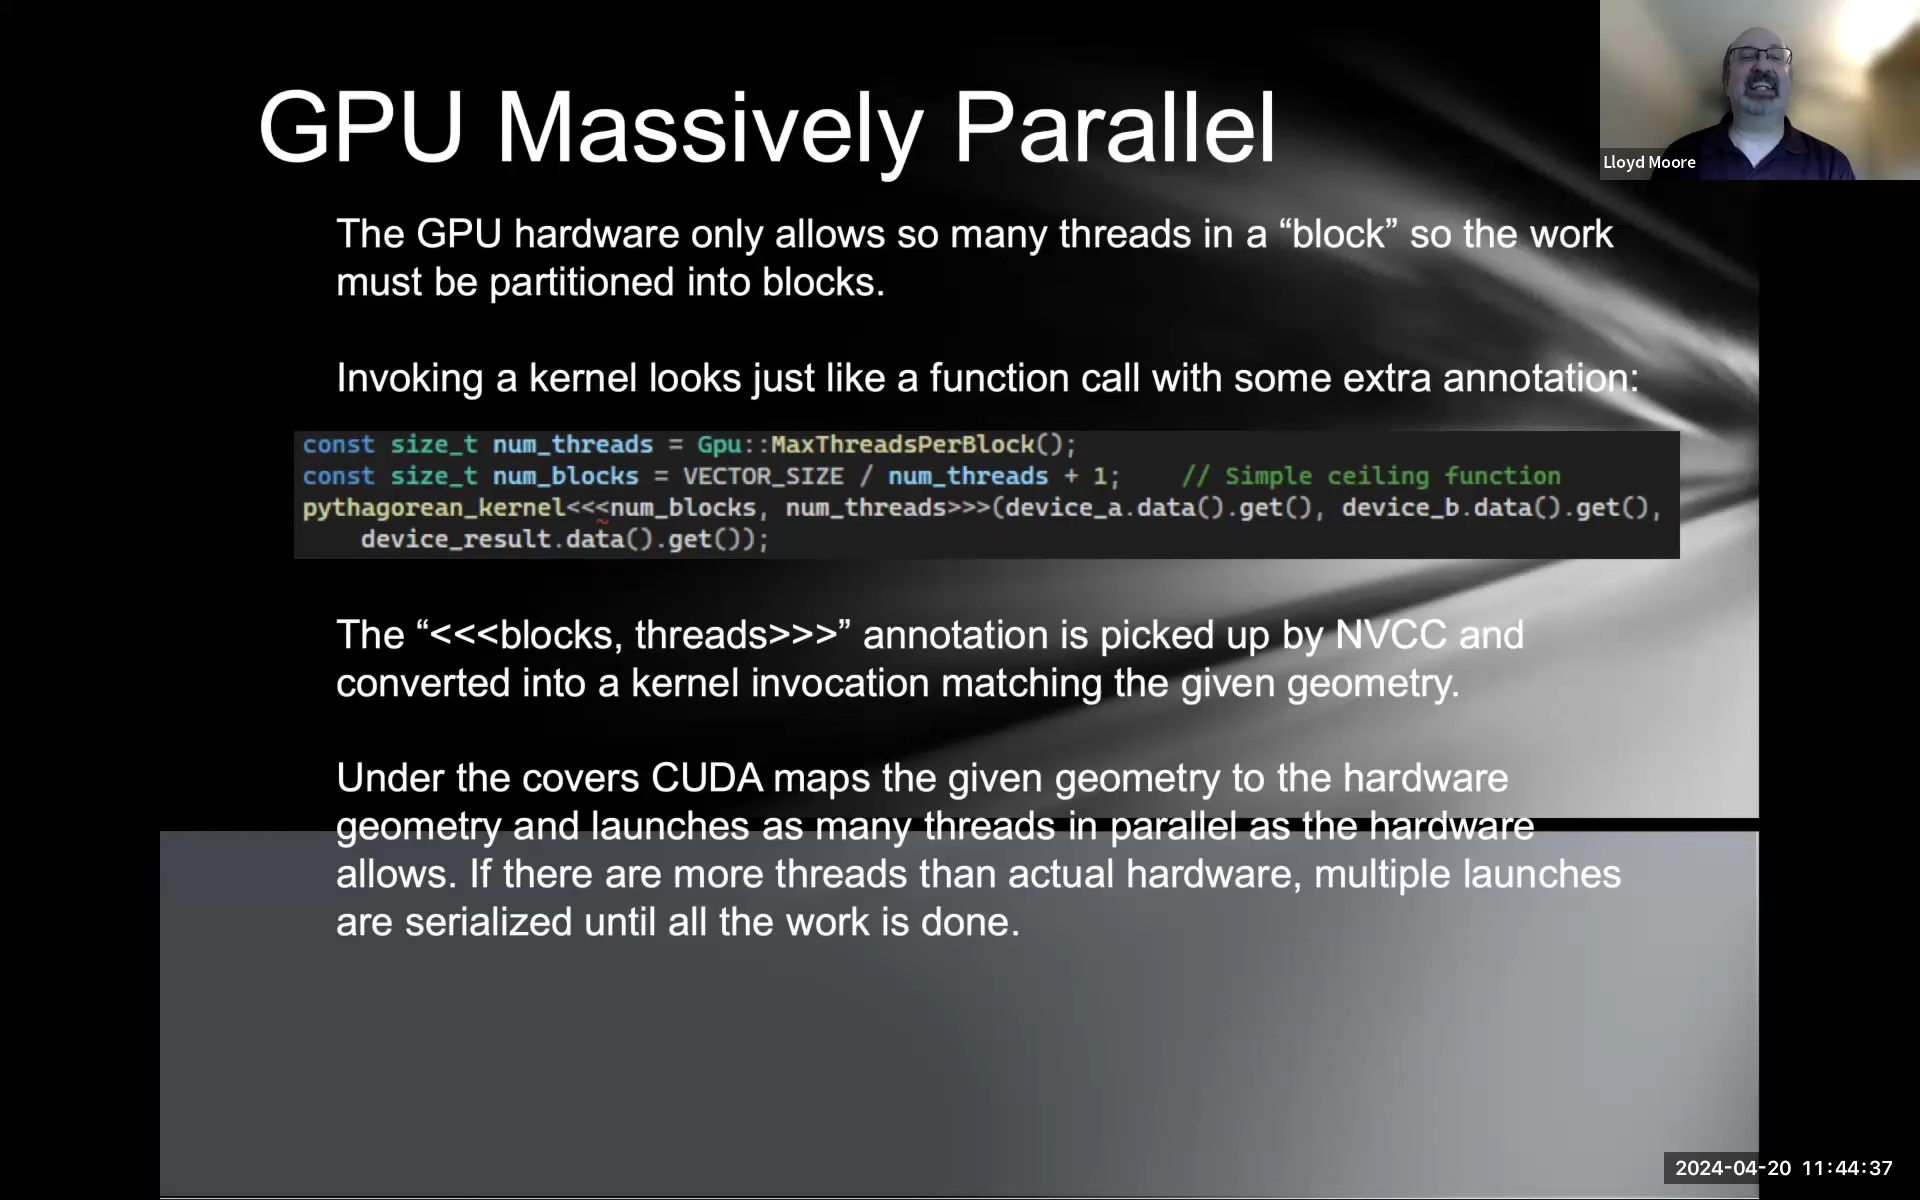 GPU Massively Parallel
Lloyd Moore
The GPU hardware only allows so many threads in a “block” so the work
must be partitioned into blocks.
Invoking a kernel looks just like a function call with some extra annotation:
const size_t num_threads = Gpu::MaxThreadsPerBlock();
const size_t num_blocks = VECTOR_SIZE / num_threads + 1;    // Simple ceiling function
pythagorean_kernel<<<num_blocks, num_threads>>>(device_a.data().get(), device_b.data().get(),
    device_result.data().get());
The “<<<blocks, threads>>>” annotation is picked up by NVCC and
converted into a kernel invocation matching the given geometry.
Under the covers CUDA maps the given geometry to the hardware
geometry and launches as many threads in parallel as the hardware
allows. If there are more threads than actual hardware, multiple launches
are serialized until all the work is done.
2024-04-20 11:44:37